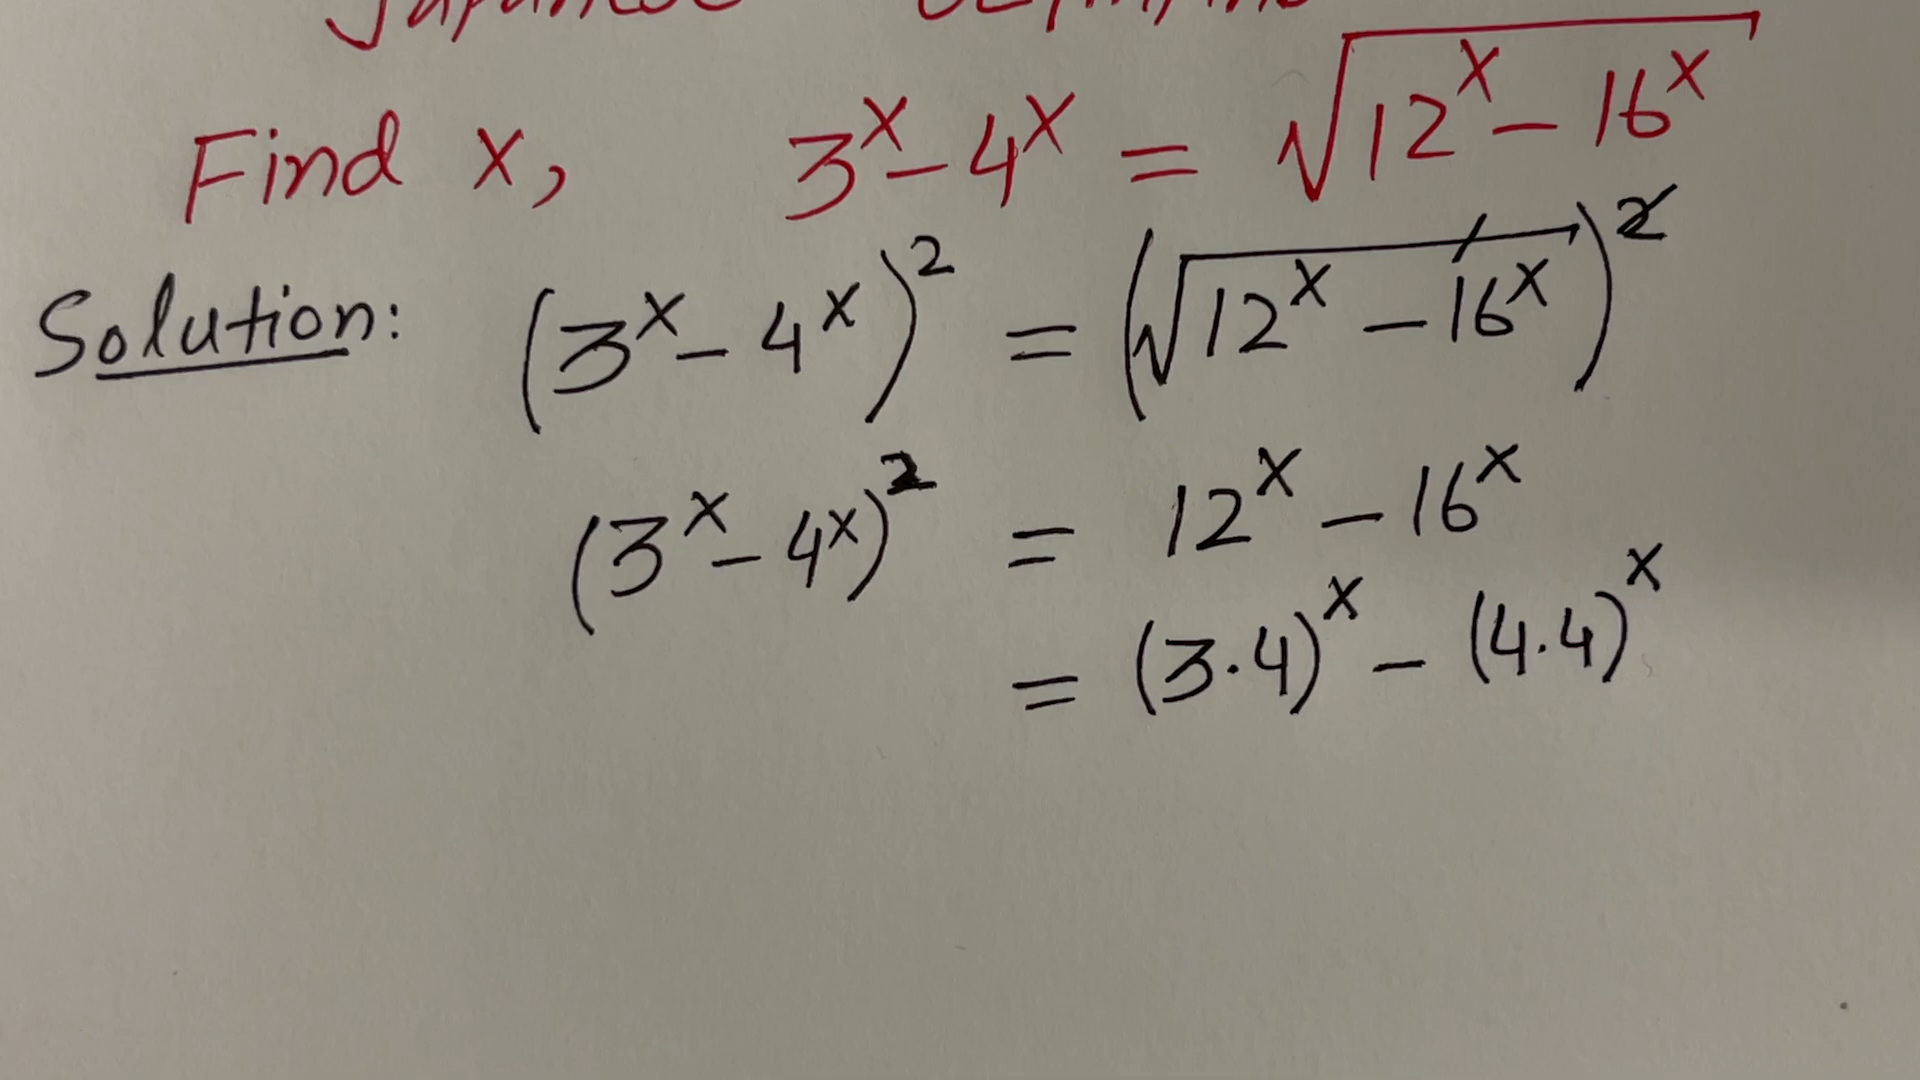 Find x, 3^x - 4^x = √(12^x - 16^x)
Solution: (3^x - 4^x)^2 = (√(12^x - 16^x))^2
(3^x - 4^x)^2 = 12^x - 16^x
= (3·4)^x - (4·4)^x